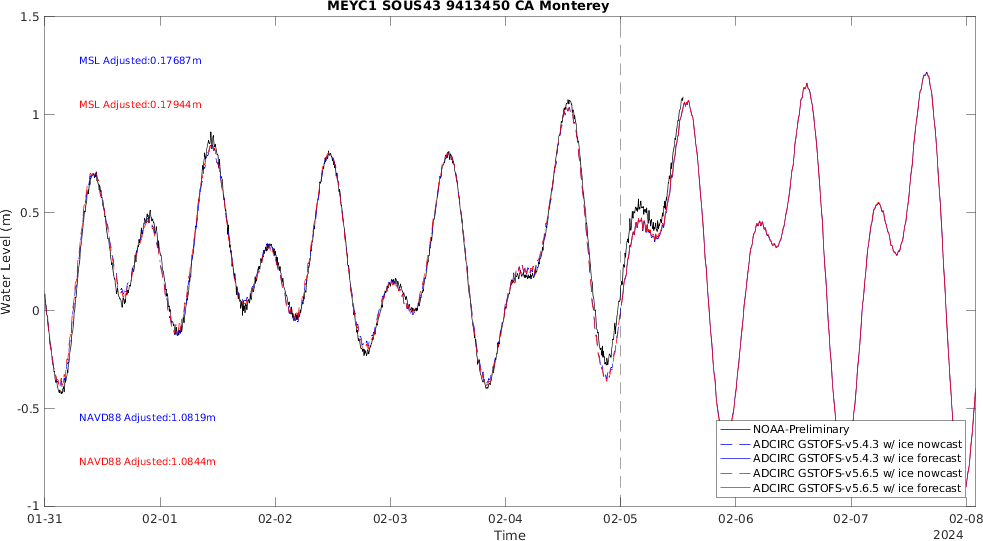 MEYC1 SOUS43 9413450 CA Monterey
1.5
MSL Adjusted:0.17687m
MSL Adjusted:0.17944m
1
0.5
Water Level (m)
0
-0.5
NAVD88 Adjusted:1.0819m
NAVD88 Adjusted:1.0844m
NOAA-Preliminary
ADCIRC GSTOFS-v5.4.3 w/ ice nowcast
ADCIRC GSTOFS-v5.4.3 w/ ice forecast
ADCIRC GSTOFS-v5.6.5 w/ ice nowcast
ADCIRC GSTOFS-v5.6.5 w/ ice forecast
-1
01-31 02-01 02-02 02-03 02-04 02-05 02-06 02-07 02-08
Time
2024